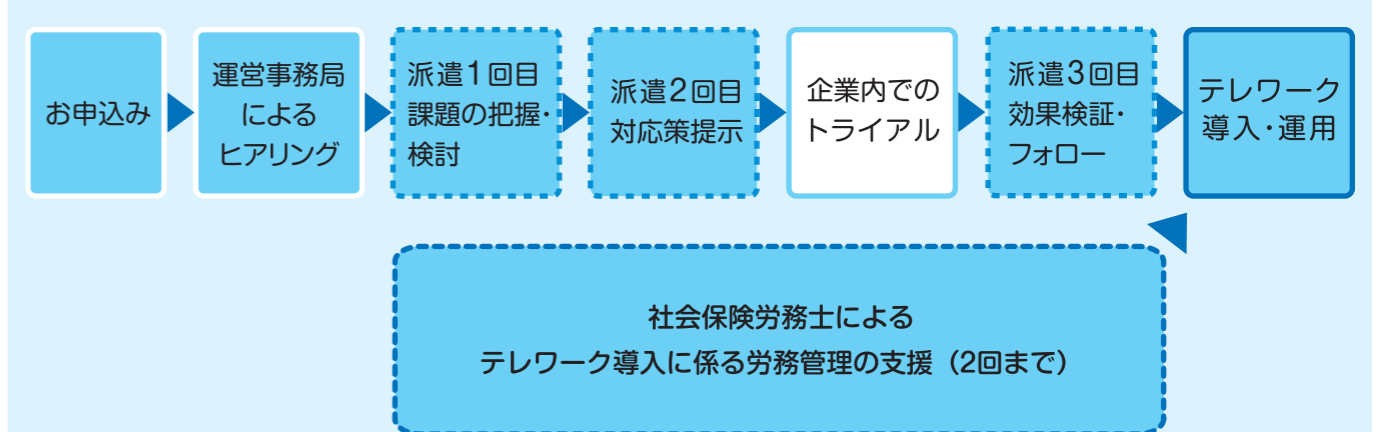 お申込み
運営事務局
による
ヒアリング
派遣1回目
課題の把握・
検討
派遣2回目
対応策提示
企業内での
トライアル
派遣3回目
効果検証・
フォロー
テレワーク
導入・運用
社会保険労務士による
テレワーク導入に係る労務管理の支援（2回まで）